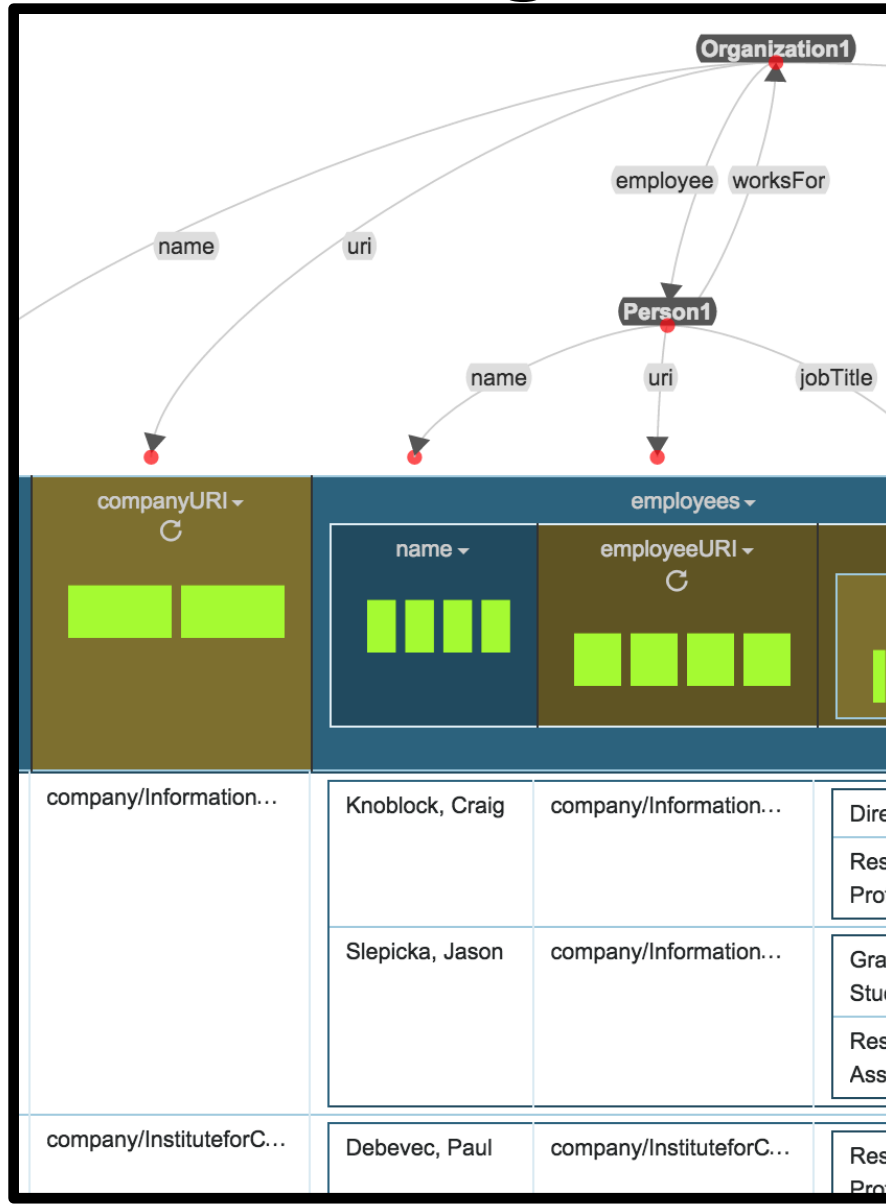 Organization1
employee worksFor
name uri
Person1
name uri jobTitle
companyURI employees
name employeeURI
company/Information... Knoblock, Craig company/Information...
Slepicka, Jason company/Information...
company/InstituteforC... Debevec, Paul company/InstituteforC...